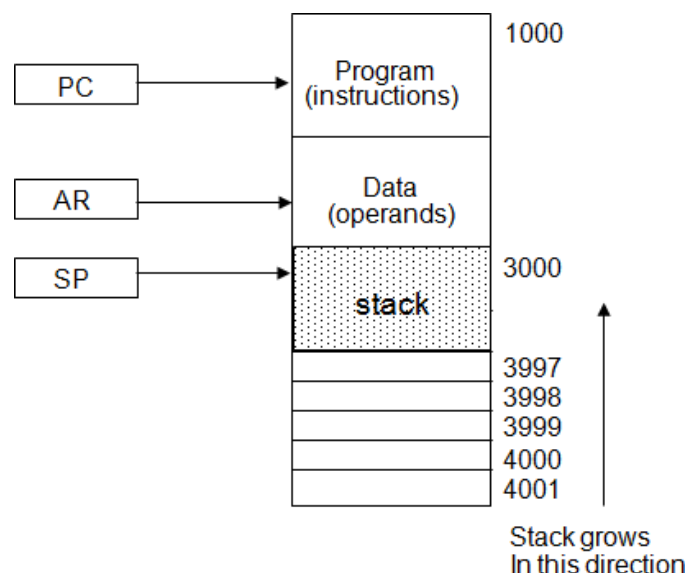 1000
PC
Program
(instructions)
AR
Data
(operands)
SP
3000
stack
3997
3998
3999
4000
4001
Stack grows
In this direction